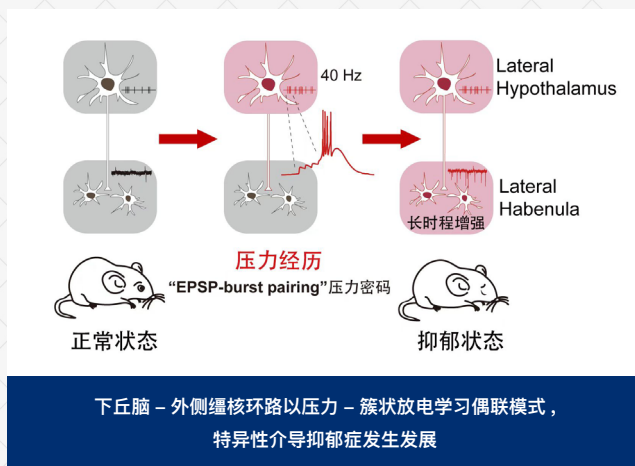 40 Hz
Lateral
Hypothalamus
Lateral
Habenula
长时程增强
压力经历
“EPSP-burst pairing”压力密码
正常状态
抑郁状态
下丘脑 – 外侧缰核环路以压力 – 簇状放电学习偶联模式，
特异性介导抑郁症发生发展